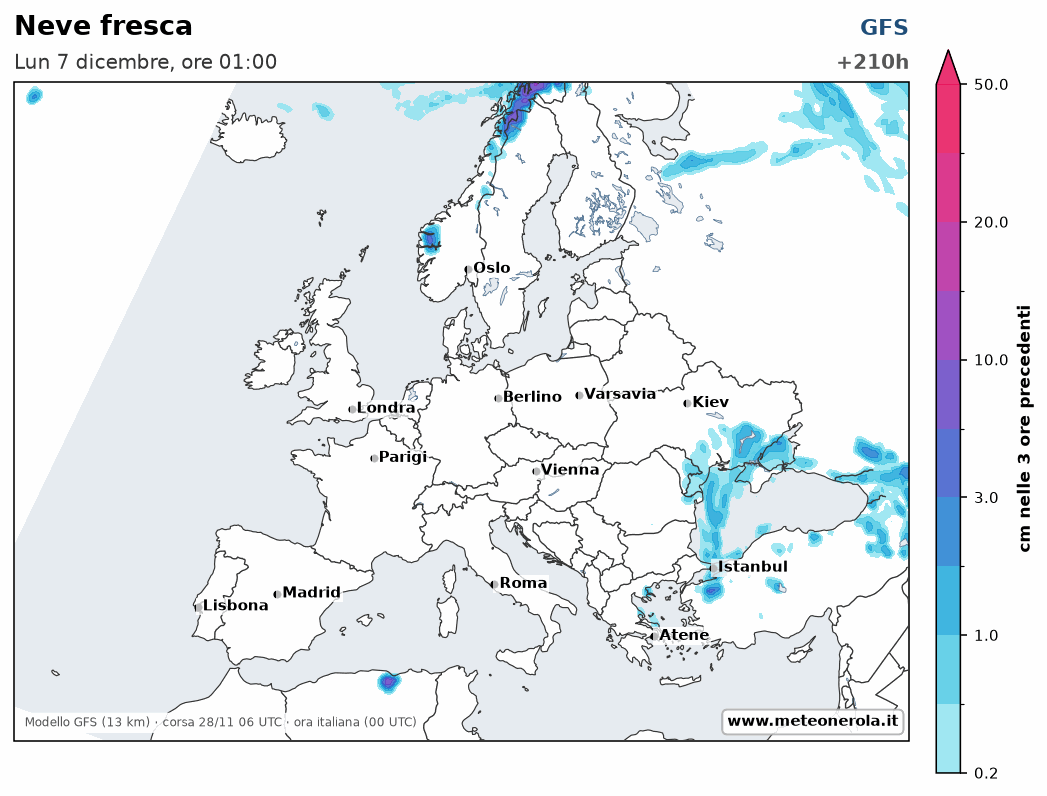 Neve fresca
GFS
Lun 7 dicembre, ore 01:00
+210h
50.0
20.0
10.0
3.0
1.0
0.2
cm nelle 3 ore precedenti
Oslo
Berlino
Varsavia
Kiev
Londra
Parigi
Vienna
Istanbul
Roma
Madrid
Lisbona
Atene
Modello GFS (13 km) · corsa 28/11 06 UTC · ora italiana (00 UTC)
www.meteonerola.it